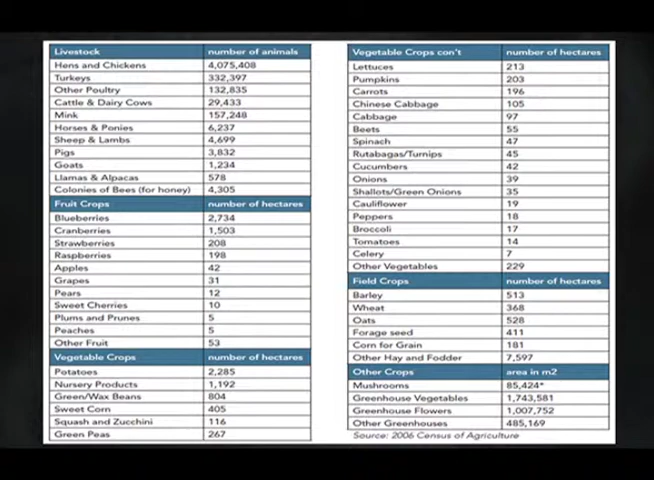 Livestock number of animals
Hens and Chickens 4,075,408
Turkeys 332,397
Other Poultry 132,835
Cattle & Dairy Cows 29,433
Mink 157,248
Horses & Ponies 6,237
Sheep & Lambs 4,699
Pigs 3,832
Goats 1,234
Llamas & Alpacas 578
Colonies of Bees (for honey) 4,305
Fruit Crops number of hectares
Blueberries 2,734
Cranberries 1,503
Strawberries 208
Raspberries 198
Apples 42
Grapes 31
Pears 12
Sweet Cherries 10
Plums and Prunes 5
Peaches 5
Other Fruit 53
Vegetable Crops number of hectares
Potatoes 2,285
Nursery Products 1,192
Green/Wax Beans 804
Sweet Corn 405
Squash and Zucchini 116
Green Peas 267
Vegetable Crops con't number of hectares
Lettuces 213
Pumpkins 203
Carrots 196
Chinese Cabbage 105
Cabbage 97
Beets 55
Spinach 47
Rutabagas/Turnips 45
Cucumbers 42
Onions 39
Shallots/Green Onions 35
Cauliflower 19
Peppers 18
Broccoli 17
Tomatoes 14
Celery 7
Other Vegetables 229
Field Crops number of hectares
Barley 513
Wheat 368
Oats 528
Forage seed 411
Corn for Grain 181
Other Hay and Fodder 7,597
Other Crops area in m2
Mushrooms 85,424*
Greenhouse Vegetables 1,743,581
Greenhouse Flowers 1,007,752
Other Greenhouses 485,169
Source: 2006 Census of Agriculture